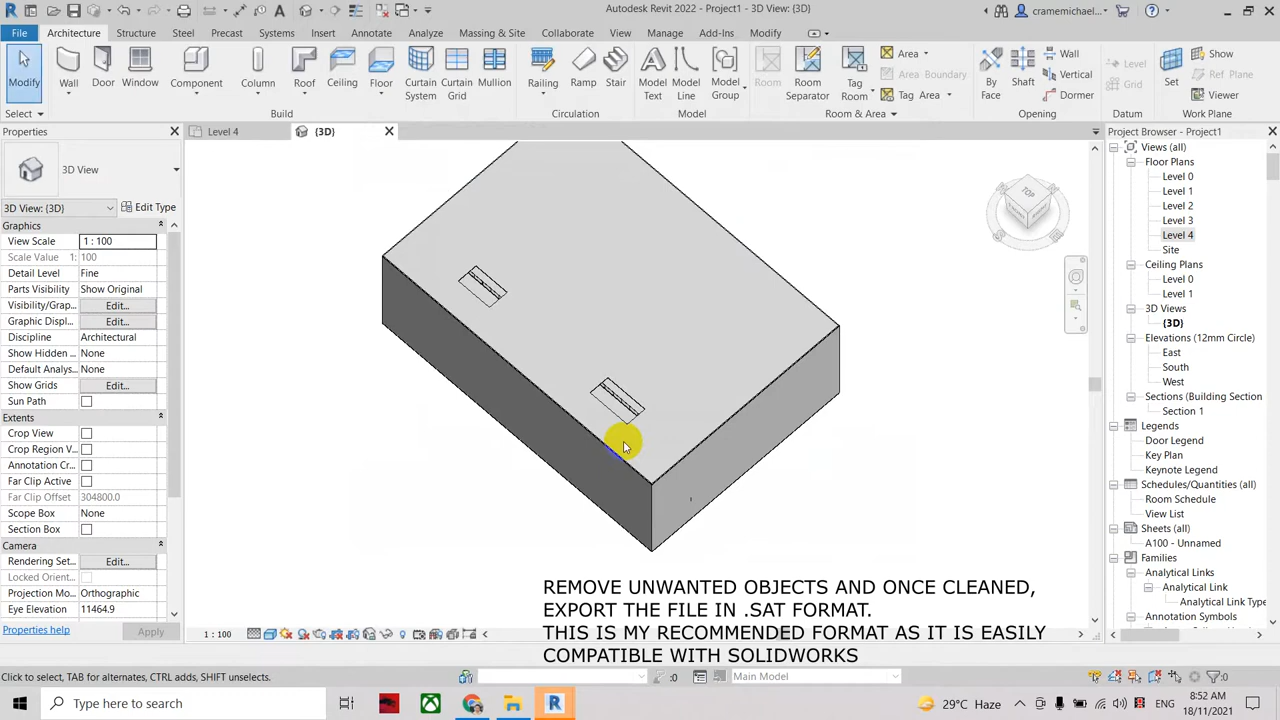 Autodesk Revit 2022 - Project1 - 3D View: {3D}
cramemichael...
File Architecture Structure Steel Precast Systems Insert Annotate Analyze Massing & Site Collaborate View Manage Add-Ins Modify
Modify Wall Door Window Component Column Roof Ceiling Floor Curtain System Curtain Grid Mullion Railing Ramp Stair Model Text Model Line Model Group Room Room Separator Tag Room Area Area Boundary Tag Area By Face Shaft Wall Vertical Dormer Level Grid Set Show Ref Plane Viewer
Select Build Circulation Model Room & Area Opening Datum Work Plane
Properties
Level 4
{3D}
Project Browser - Project1
3D View
3D View: {3D}
Edit Type
Graphics
View Scale 1 : 100
Scale Value 1: 100
Detail Level Fine
Parts Visibility Show Original
Visibility/Grap... Edit...
Graphic Displ... Edit...
Discipline Architectural
Show Hidden ... None
Default Analys... None
Show Grids Edit...
Sun Path
Extents
Crop View
Crop Region V...
Annotation Cr...
Far Clip Active
Far Clip Offset 304800.0
Scope Box None
Section Box
Camera
Rendering Set... Edit...
Locked Orient...
Projection Mo... Orthographic
Eye Elevation 11464.9
Properties help
Apply
TOP
Views (all)
Floor Plans
Level 0
Level 1
Level 2
Level 3
Level 4
Site
Ceiling Plans
Level 0
Level 1
3D Views
{3D}
Elevations (12mm Circle)
East
South
West
Sections (Building Section
Section 1
Legends
Door Legend
Key Plan
Keynote Legend
Schedules/Quantities (all)
Room Schedule
View List
Sheets (all)
A100 - Unnamed
Families
Analytical Links
Analytical Link
Analytical Link Type
Annotation Symbols
REMOVE UNWANTED OBJECTS AND ONCE CLEANED,
EXPORT THE FILE IN .SAT FORMAT.
THIS IS MY RECOMMENDED FORMAT AS IT IS EASILY
COMPATIBLE WITH SOLIDWORKS
1 : 100
Click to select, TAB for alternates, CTRL adds, SHIFT unselects.
:0
Main Model
:0
Type here to search
29°C Haze
8:52 AM
18/11/2021